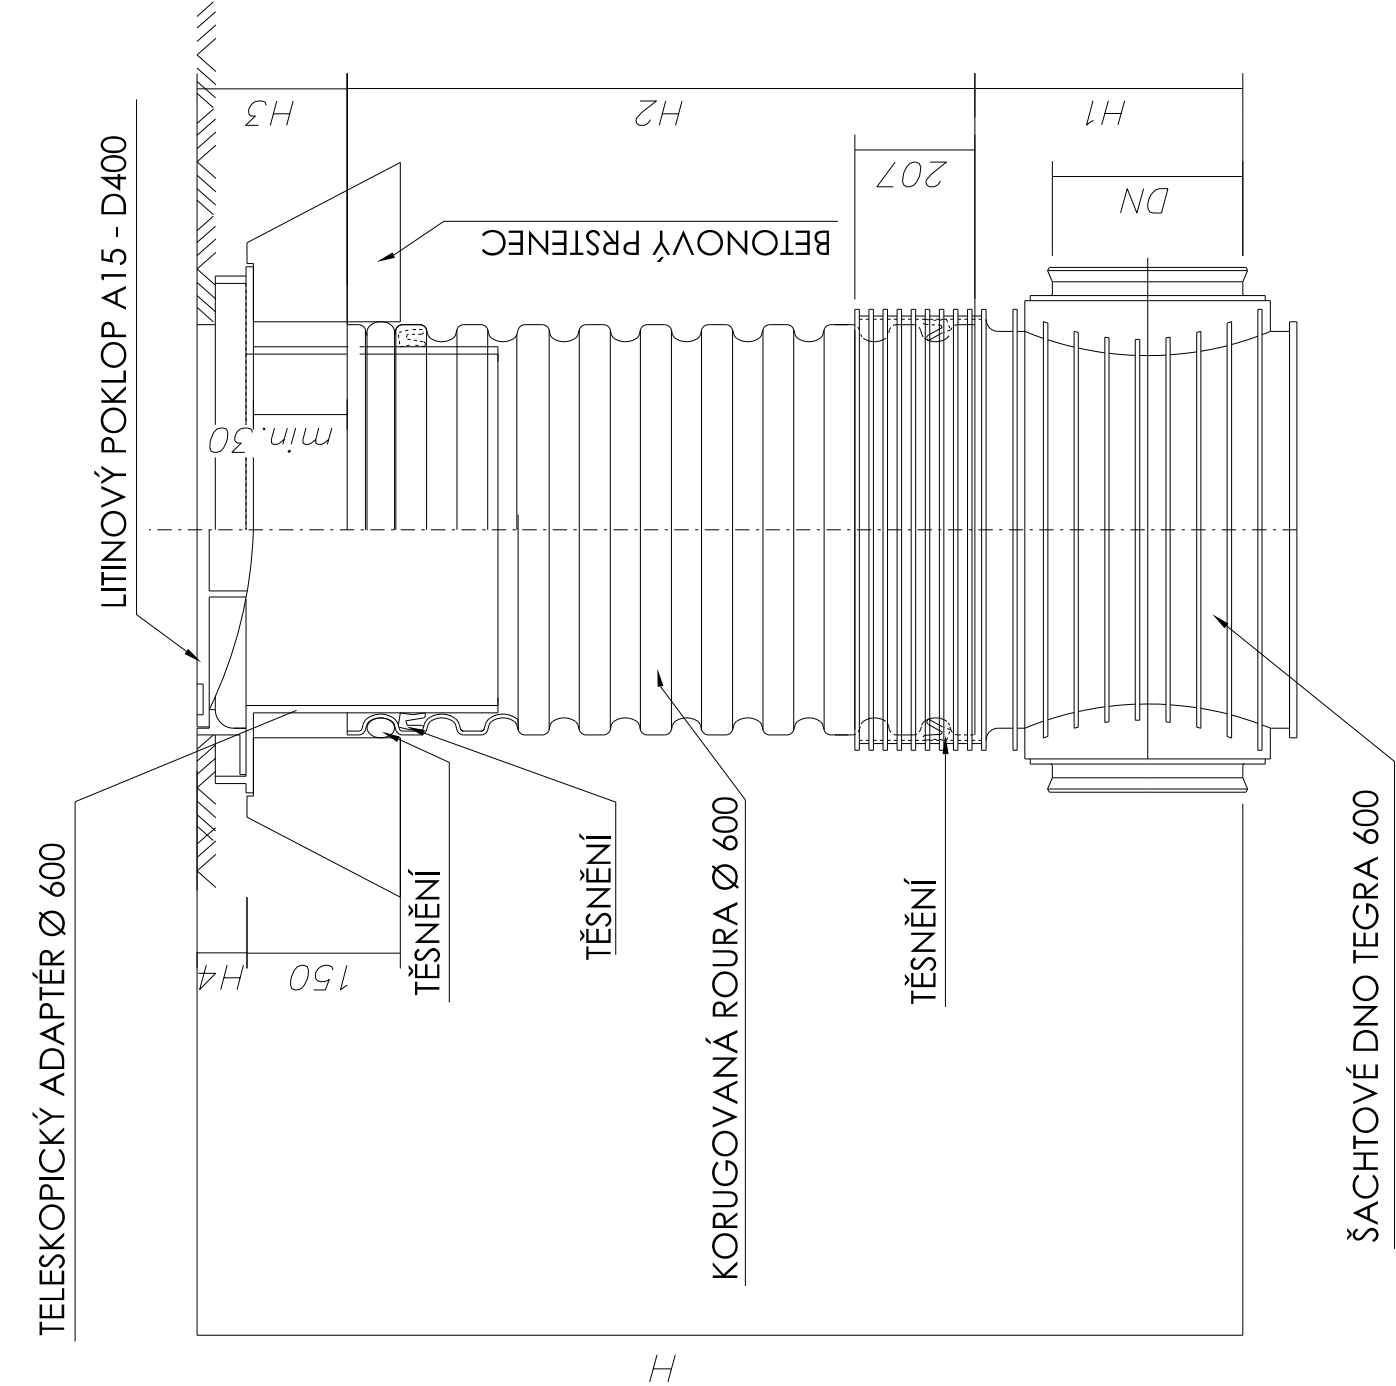 LITINOVÝ POKLOP A15 - D400
TELESKOPICKÝ ADAPTÉR Ø 600
BETONOVÝ PRSTENEC
TĚSNĚNÍ
TĚSNĚNÍ
KORUGOVANÁ ROURA Ø 600
TĚSNĚNÍ
ŠACHTOVÉ DNO TEGRA 600
H3
H2
H1
207
DN
min.30
H4
150
H